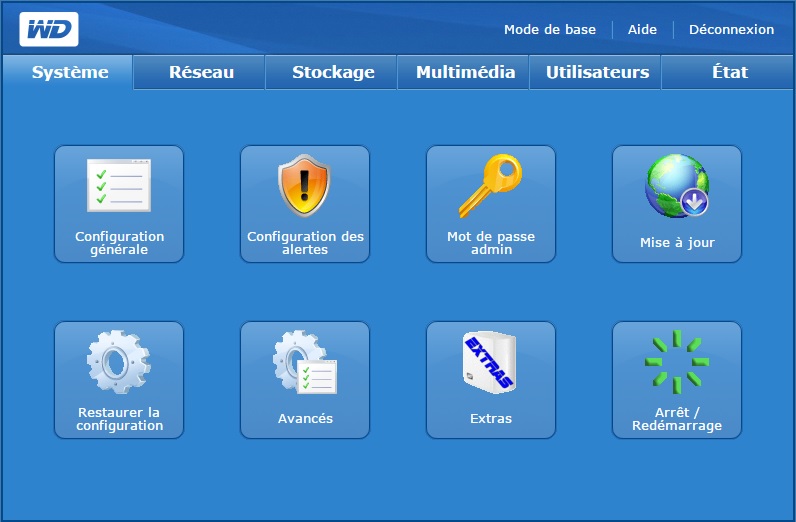 WD
Mode de base
Aide
Déconnexion
Système
Réseau
Stockage
Multimédia
Utilisateurs
État
Configuration
générale
Configuration des
alertes
Mot de passe
admin
Mise à jour
Restaurer la
configuration
Avancés
EXTRAS
Extras
Arrêt /
Redémarrage